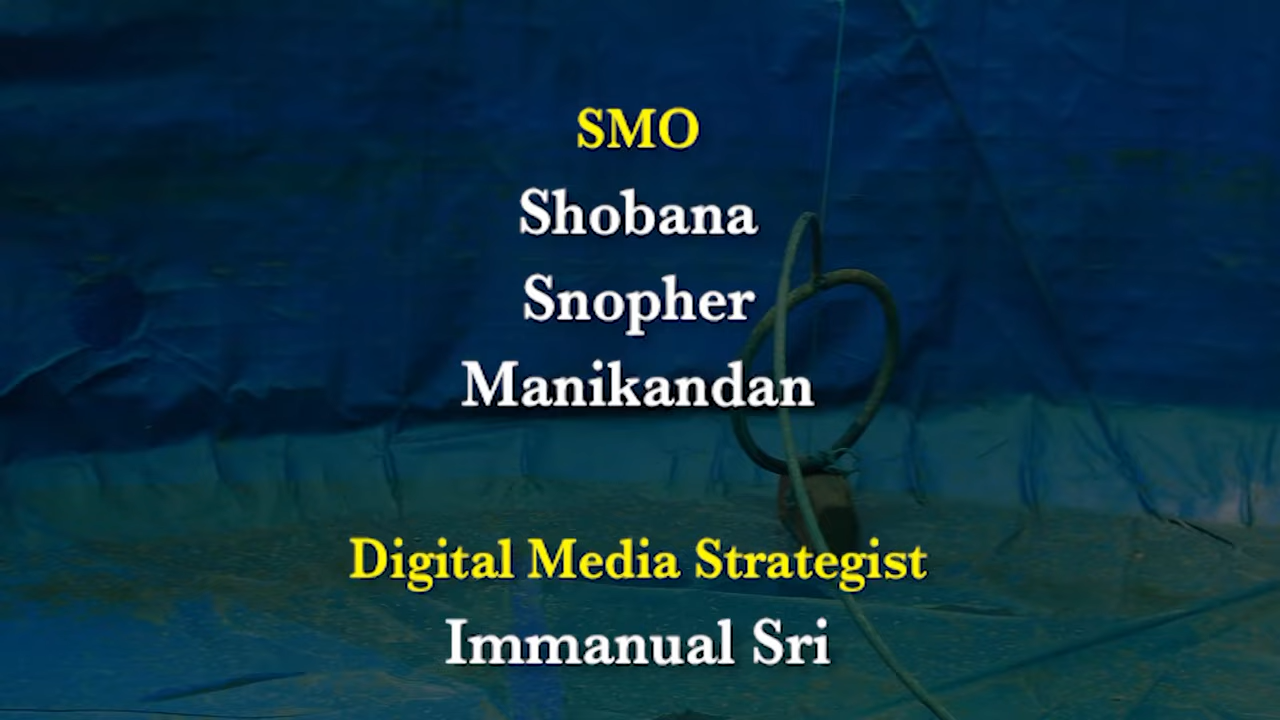 SMO
Shobana
Snopher
Manikandan
Digital Media Strategist
Immanual Sri